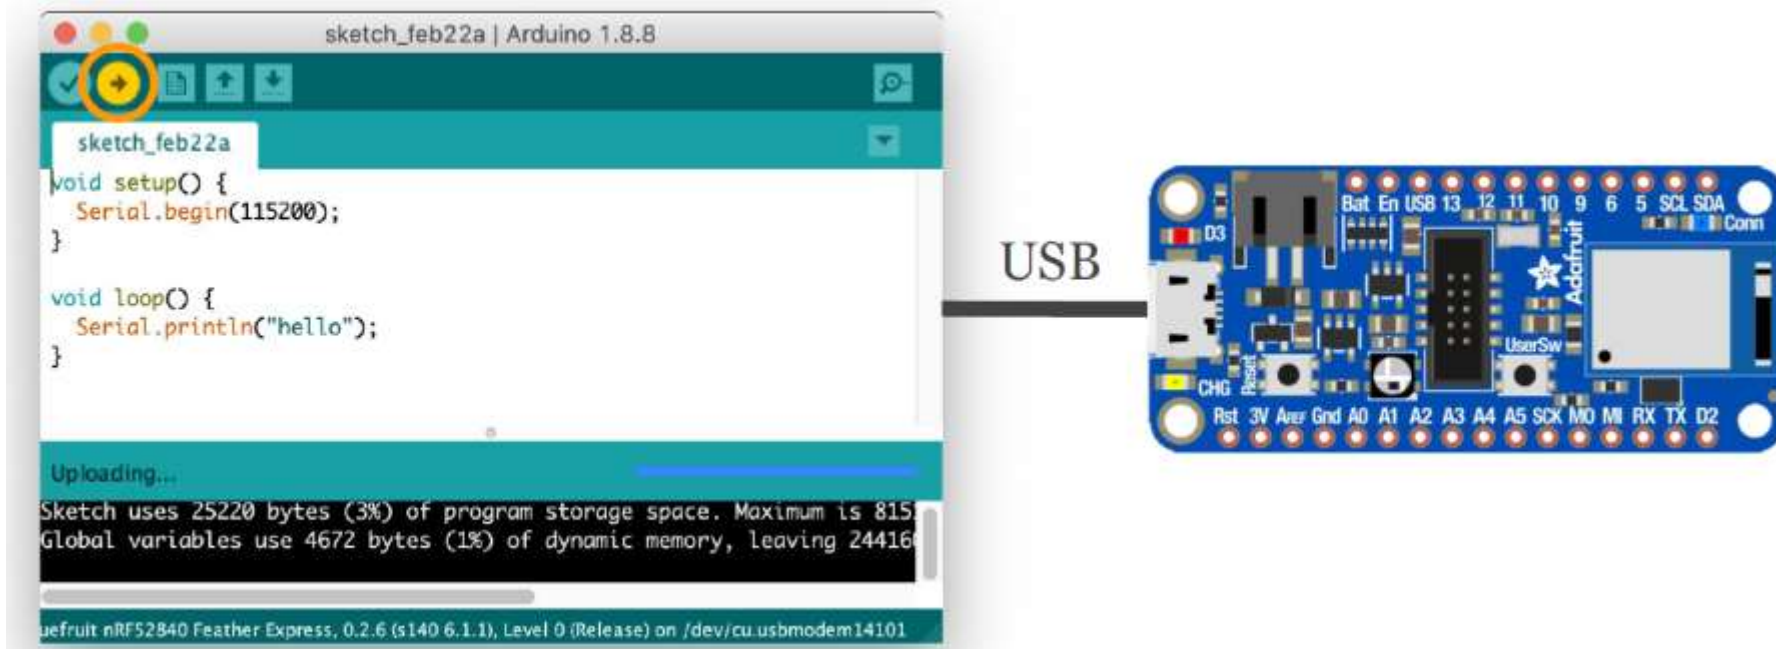 sketch_feb22a | Arduino 1.8.8
sketch_feb22a
void setup() {
Serial.begin(115200);
}
void loop() {
Serial.println("hello");
}
Uploading...
Sketch uses 25220 bytes (3%) of program storage space. Maximum is 815
Global variables use 4672 bytes (1%) of dynamic memory, leaving 24416
uefruit nRF52840 Feather Express, 0.2.6 (s140 6.1.1), Level 0 (Release) on /dev/cu.usbmodem14101
USB
Bat En USB 13 12 11 10 9 6 5 SCL SDA
D3
Conn
Adafruit
UserSw
CHG
Reset
Rst 3V AREF Gnd A0 A1 A2 A3 A4 A5 SCK MO MI RX TX D2